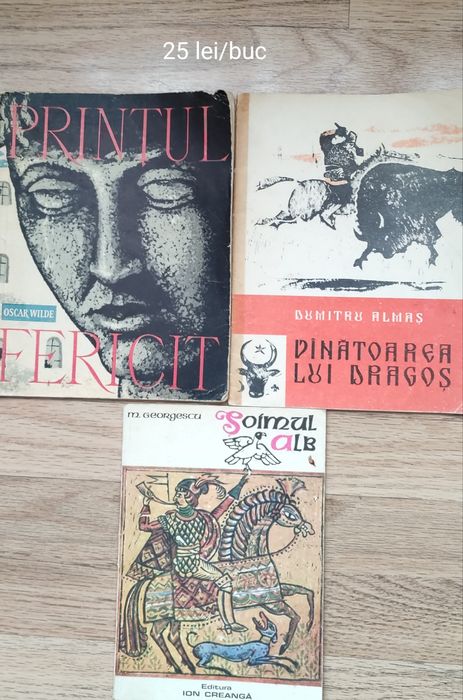 25 lei/buc
PRINTUL
OSCAR WILDE
FERICIT
DUMITRU ALMAȘ
VÎNĂTOAREA
LUI DRAGOȘ
M. GEORGESCU
Șoimul
ALB
Editura
ION CREANGĂ